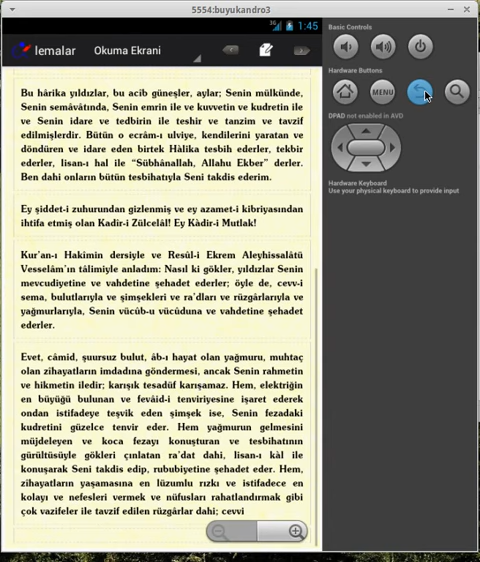 5554:buyukandro3
3G 1:45
lemalar Okuma Ekrani
Bu hârika yıldızlar, bu acib güneşler, aylar; Senin mülkünde,
Senin semâvâtında, Senin emrin ile ve kuvvetin ve kudretin ile
ve Senin idare ve tedbirin ile teshir ve tanzim ve tavzif
edilmişlerdir. Bütün o ecrâm-ı ulviye, kendilerini yaratan ve
döndüren ve idare eden birtek Hâlika tesbih ederler, tekbir
ederler, lisan-ı hal ile “Sübhânallah, Allahu Ekber” derler.
Ben dahi onların bütün tesbihatıyla Seni takdis ederim.
Ey şiddet-i zuhurundan gizlenmiş ve ey azamet-i kibriyasından
ihtifa etmiş olan Kadîr-i Zülcelâl! Ey Kàdir-i Mutlak!
Kur’an-ı Hakîmin dersiyle ve Resûl-i Ekrem Aleyhissalâtü
Vesselâm’ın tâlimiyle anladım: Nasıl ki gökler, yıldızlar Senin
mevcudiyetine ve vahdetine şehadet ederler; öyle de, cevv-i
sema, bulutlarıyla ve şimşekleri ve ra’dları ve rüzgârlarıyla ve
yağmurlarıyla, Senin vücûb-u vücûduna ve vahdetine şehadet
ederler.
Evet, câmid, şuursuz bulut, âb-ı hayat olan yağmuru, muhtaç
olan zîhayatların imdadına göndermesi, ancak Senin rahmetin
ve hikmetin iledir; karışık tesadüf karışamaz. Hem, elektriğin
en büyüğü bulunan ve fevâid-i tenviriyesine işaret ederek
ondan istifadeye teşvik eden şimşek ise, Senin fezadaki
kudretini güzelce tenvir eder. Hem yağmurun gelmesini
müjdeleyen ve koca fezayı konuşturan ve tesbihatının
gürültüsüyle gökleri çınlatan ra’dat dahi, lisan-ı kàl ile
konuşarak Seni takdis edip, rububiyetine şehadet eder. Hem,
zîhayatların yaşamasına en lüzumlu rızkı ve istifadece en
kolayı ve nefesleri vermek ve nüfusları rahatlandırmak gibi
çok vazifeler ile tavzif edilen rüzgârlar dahi; cevvi
Basic Controls
Hardware Buttons
MENU
DPAD not enabled in AVD
Hardware Keyboard
Use your physical keyboard to provide input